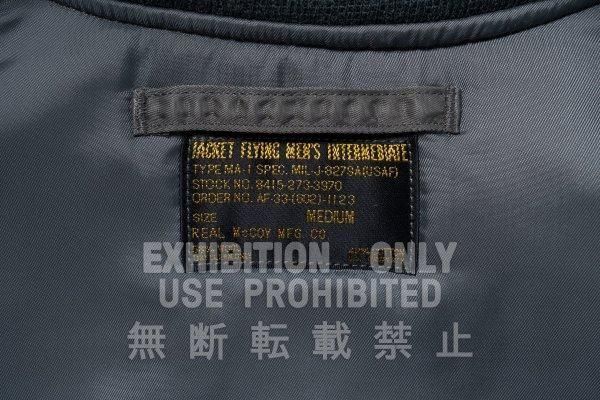 JACKET FLYING MEN'S INTERMEDIATE
TYPE MA-1 SPEC. MIL-J-8279A(USAF)
STOCK NO. 8415-273-3970
ORDER NO. AF-33-(602)-1123
SIZE MEDIUM
REAL McCOY MFG. CO
EXHIBITION ONLY
USE PROHIBITED
無断転載禁止